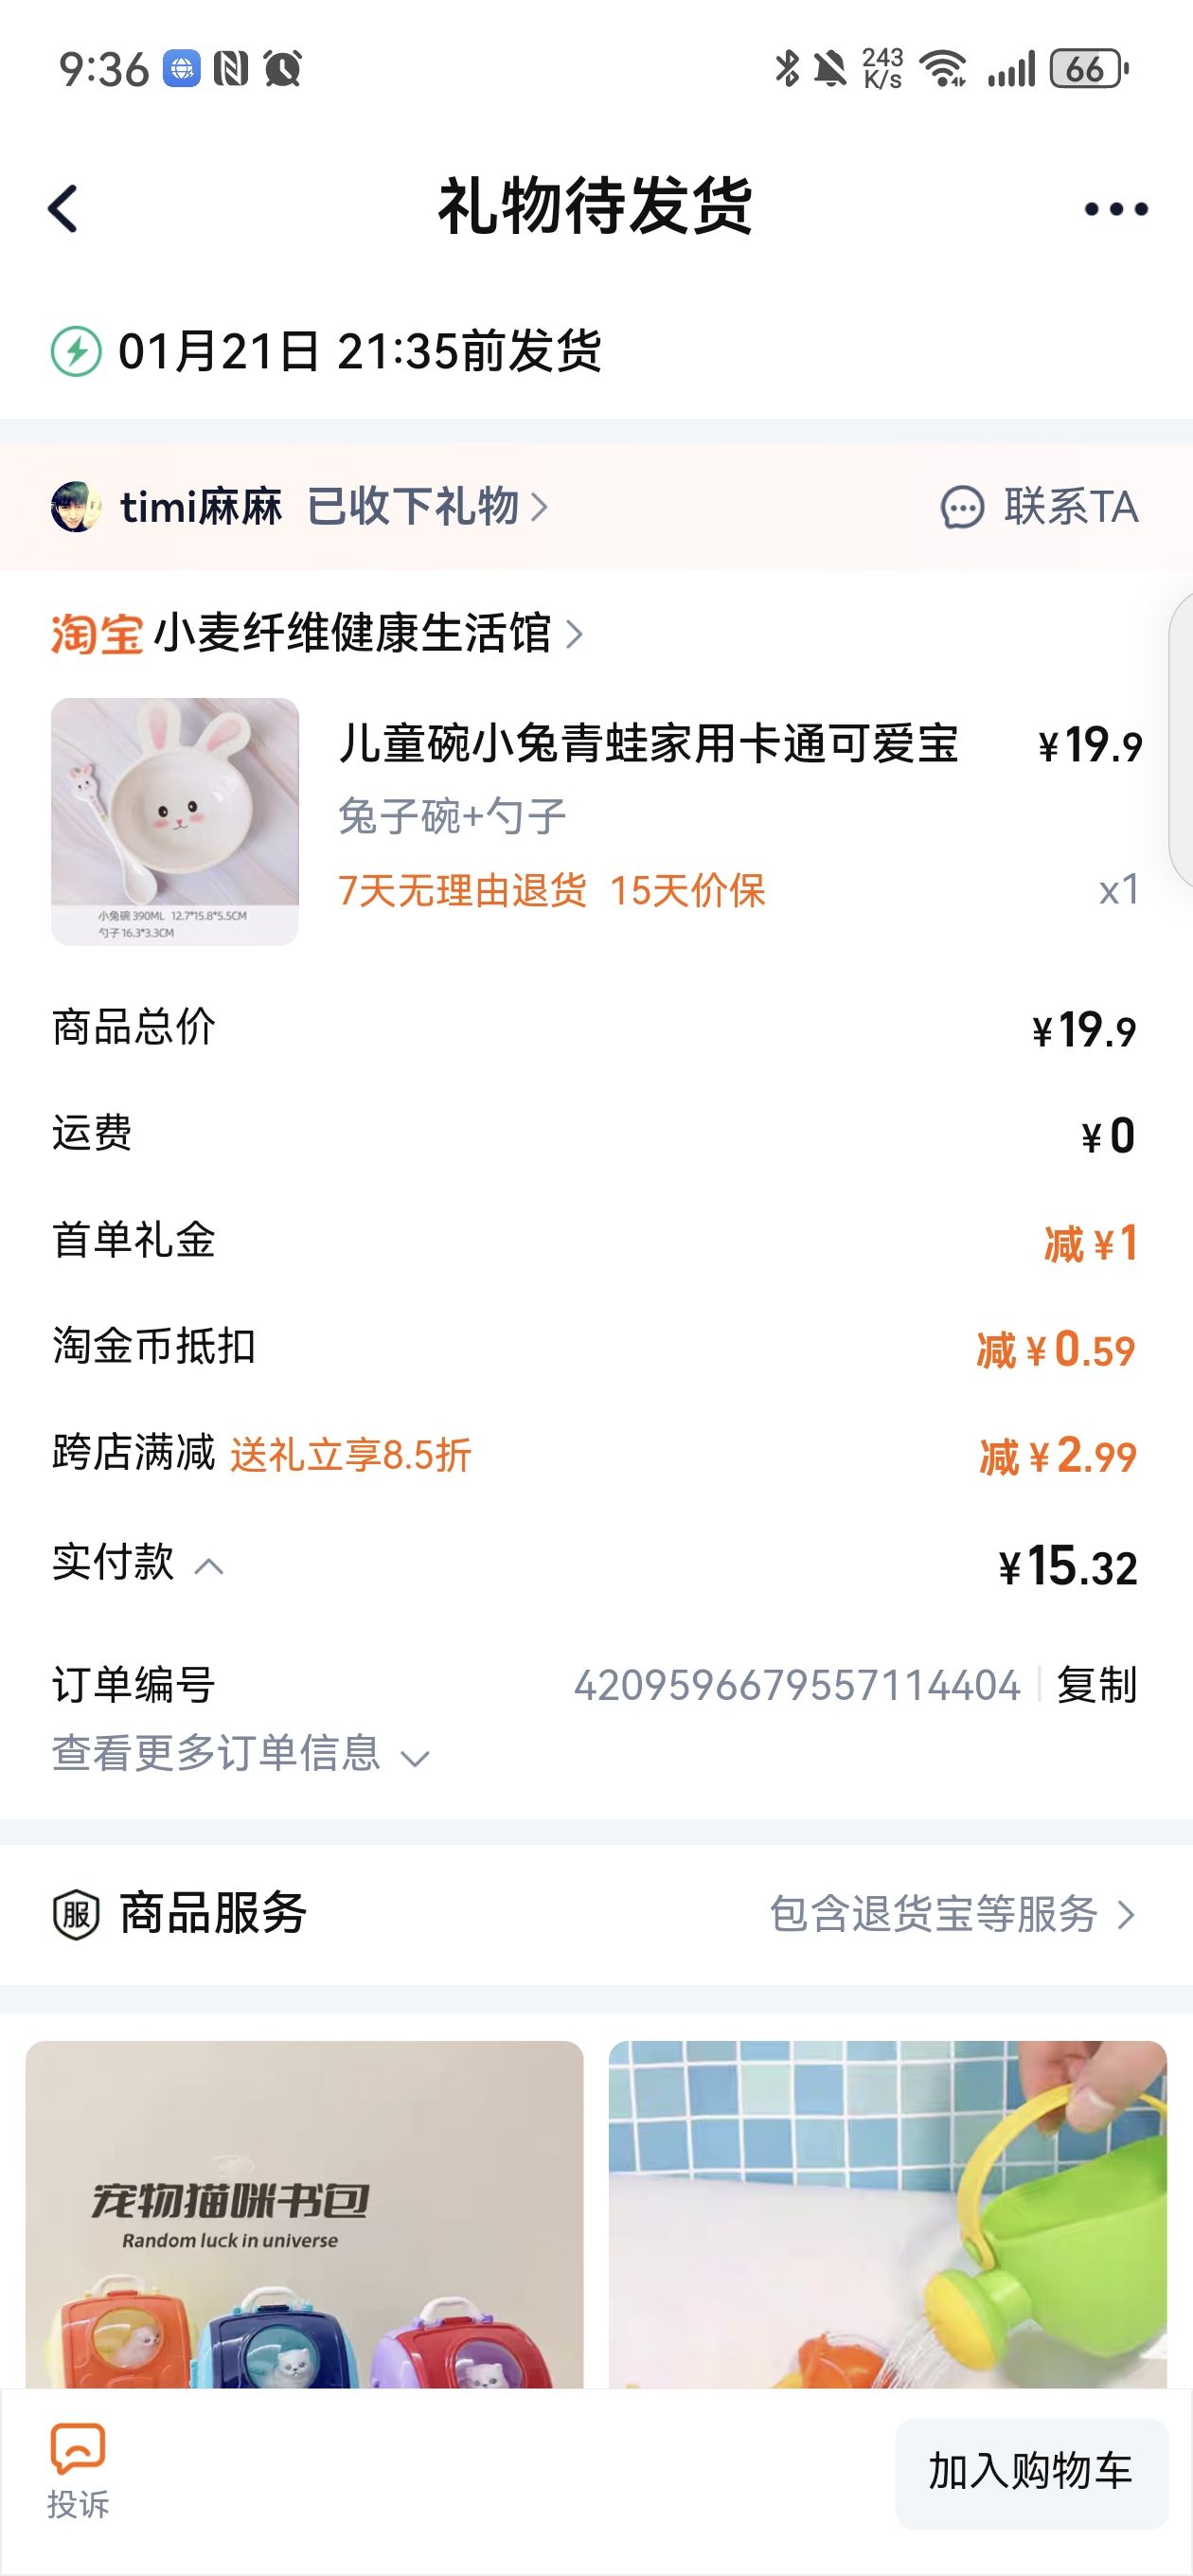 9:36
243
K/s
66
礼物待发货
01月21日 21:35前发货
timi麻麻 已收下礼物
联系TA
淘宝 小麦纤维健康生活馆
儿童碗小兔青蛙家用卡通可爱宝
¥19.9
兔子碗+勺子
7天无理由退货 15天价保
x1
小兔碗 390ML 12.7*15.8*5.5CM
勺子 16.3*3.3CM
商品总价 ¥19.9
运费 ¥0
首单礼金 减¥1
淘金币抵扣 减¥0.59
跨店满减 送礼立享8.5折 减¥2.99
实付款 ¥15.32
订单编号 4209596679557114404 复制
查看更多订单信息
服 商品服务 包含退货宝等服务
宠物猫咪书包
Random luck in universe
投诉
加入购物车